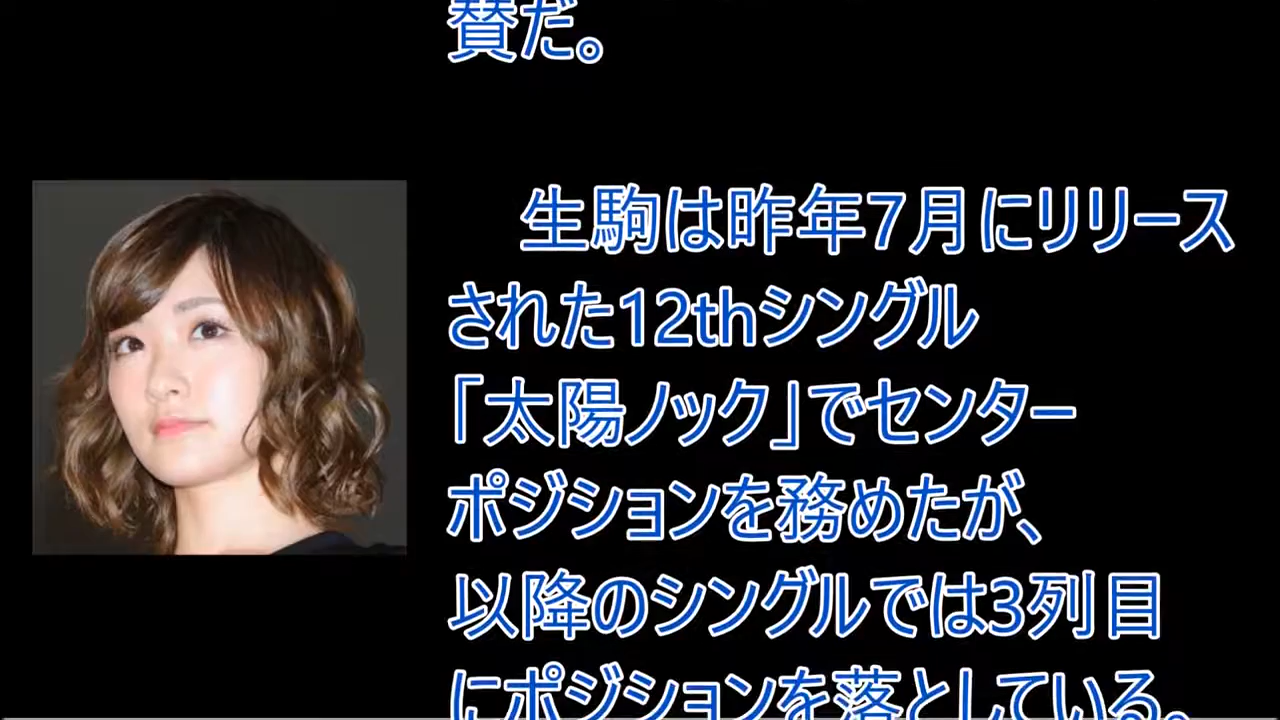 賛だ。
生駒は昨年7月にリリース
された12thシングル
「太陽ノック」でセンター
ポジションを務めたが、
以降のシングルでは3列目
にポジションを落としている。